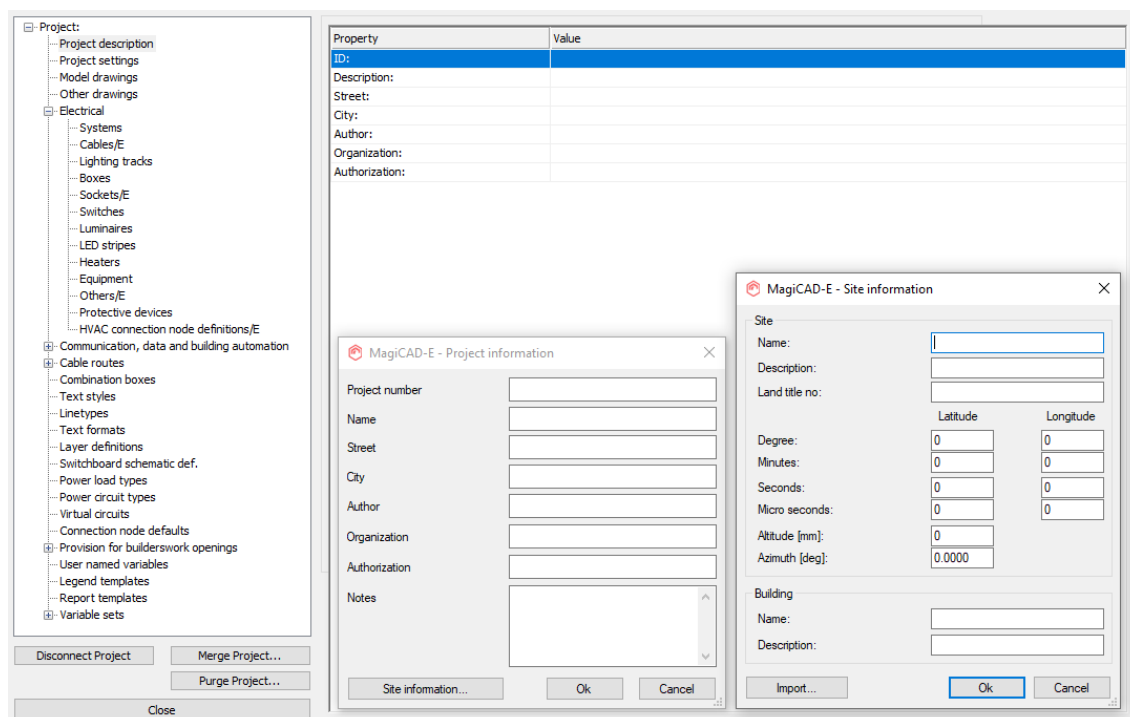 Project:
Project description
Project settings
Model drawings
Other drawings
Electrical
Systems
Cables/E
Lighting tracks
Boxes
Sockets/E
Switches
Luminaires
LED stripes
Heaters
Equipment
Others/E
Protective devices
HVAC connection node definitions/E
Communication, data and building automation
Cable routes
Combination boxes
Text styles
Linetypes
Text formats
Layer definitions
Switchboard schematic def.
Power load types
Power circuit types
Virtual circuits
Connection node defaults
Provision for builderswork openings
User named variables
Legend templates
Report templates
Variable sets
Disconnect Project Merge Project...
Purge Project...
Close
Property Value
ID:
Description:
Street:
City:
Author:
Organization:
Authorization:
MagiCAD-E - Project information
Project number
Name
Street
City
Author
Organization
Authorization
Notes
Site information... Ok Cancel
MagiCAD-E - Site information
Site
Name:
Description:
Land title no:
Latitude Longitude
Degree: 0 0
Minutes: 0 0
Seconds: 0 0
Micro seconds: 0 0
Altitude [mm]: 0
Azimuth [deg]: 0.0000
Building
Name:
Description:
Import... Ok Cancel